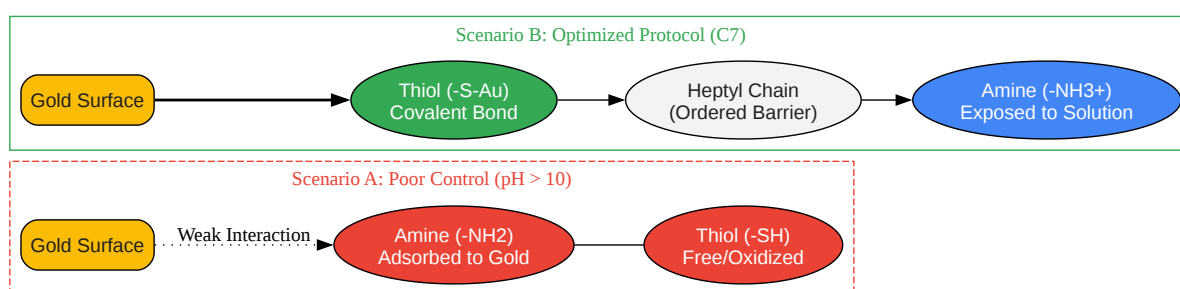 Scenario B: Optimized Protocol (C7)
Gold Surface
Thiol (-S-Au)
Covalent Bond
Heptyl Chain
(Ordered Barrier)
Amine (-NH3+)
Exposed to Solution
Scenario A: Poor Control (pH > 10)
Gold Surface
Weak Interaction
Amine (-NH2)
Adsorbed to Gold
Thiol (-SH)
Free/Oxidized